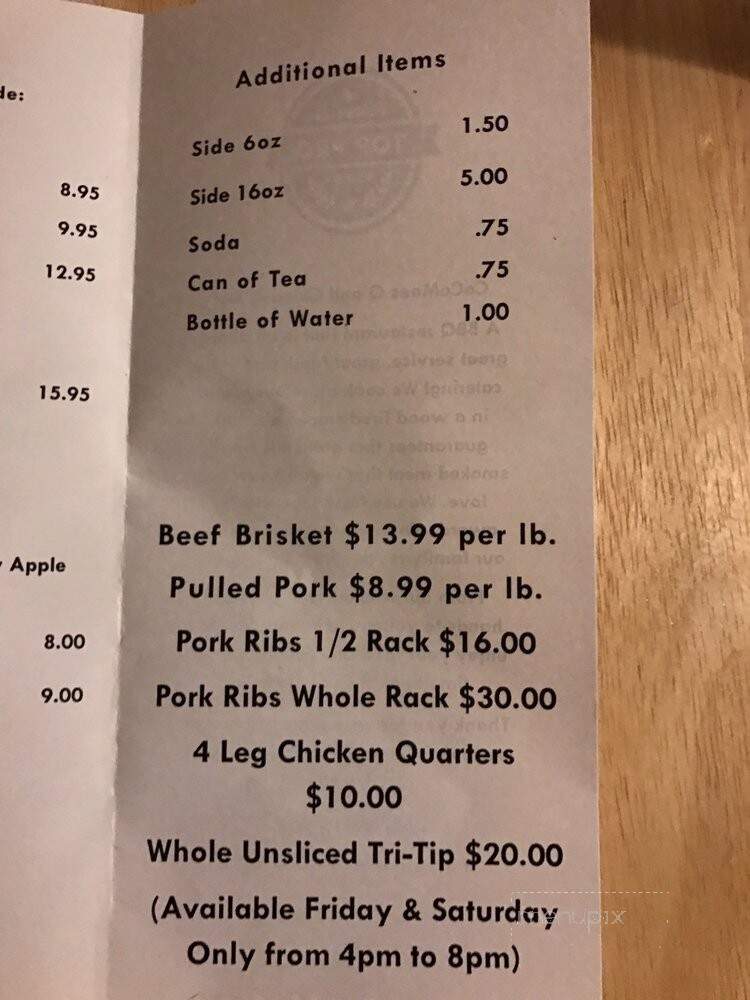 de:
8.95
9.95
12.95
15.95
Apple
8.00
9.00
Additional Items
Side 6oz 1.50
Side 16oz 5.00
Soda .75
Can of Tea .75
Bottle of Water 1.00
Beef Brisket $13.99 per lb.
Pulled Pork $8.99 per lb.
Pork Ribs 1/2 Rack $16.00
Pork Ribs Whole Rack $30.00
4 Leg Chicken Quarters
$10.00
Whole Unsliced Tri-Tip $20.00
(Available Friday & Saturday
Only from 4pm to 8pm)
menupix